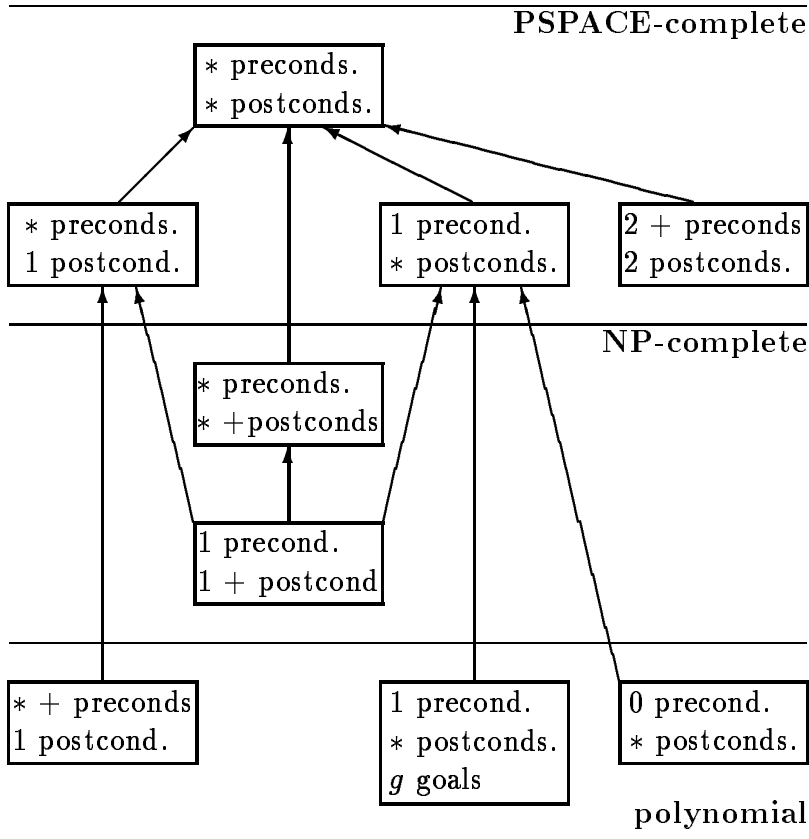 PSPACE-complete
* preconds.
* postconds.
* preconds.
1 postcond.
1 precond.
* postconds.
2 + preconds
2 postconds.
NP-complete
* preconds.
* +postconds
1 precond.
1 + postcond
* + preconds
1 postcond.
1 precond.
* postconds.
g goals
0 precond.
* postconds.
polynomial